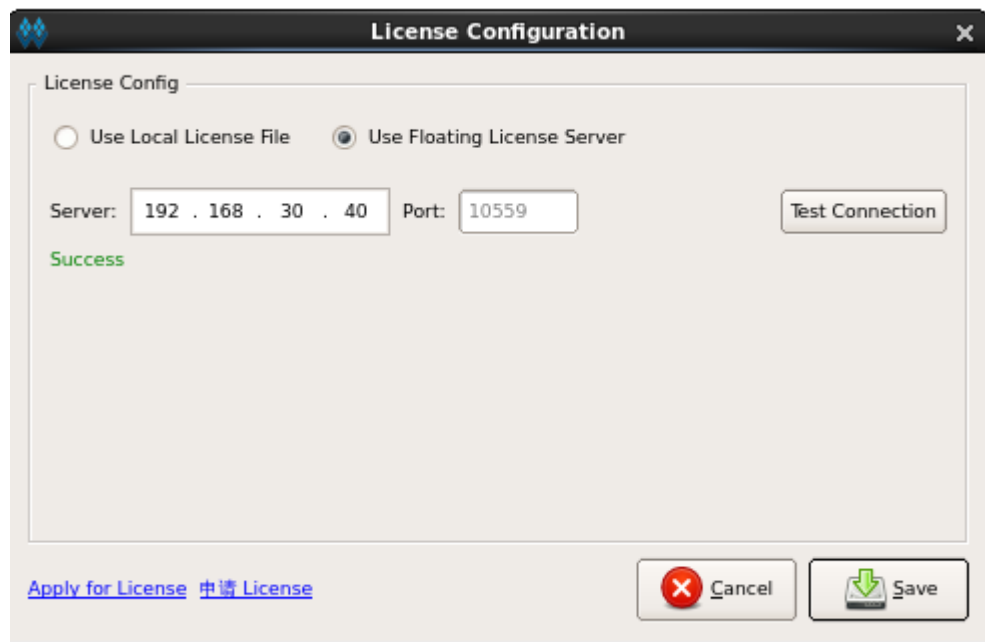 License Configuration
License Config
Use Local License File Use Floating License Server
Server: 192 . 168 . 30 . 40 Port: 10559 Test Connection
Success
Apply for License 申请 License Cancel Save